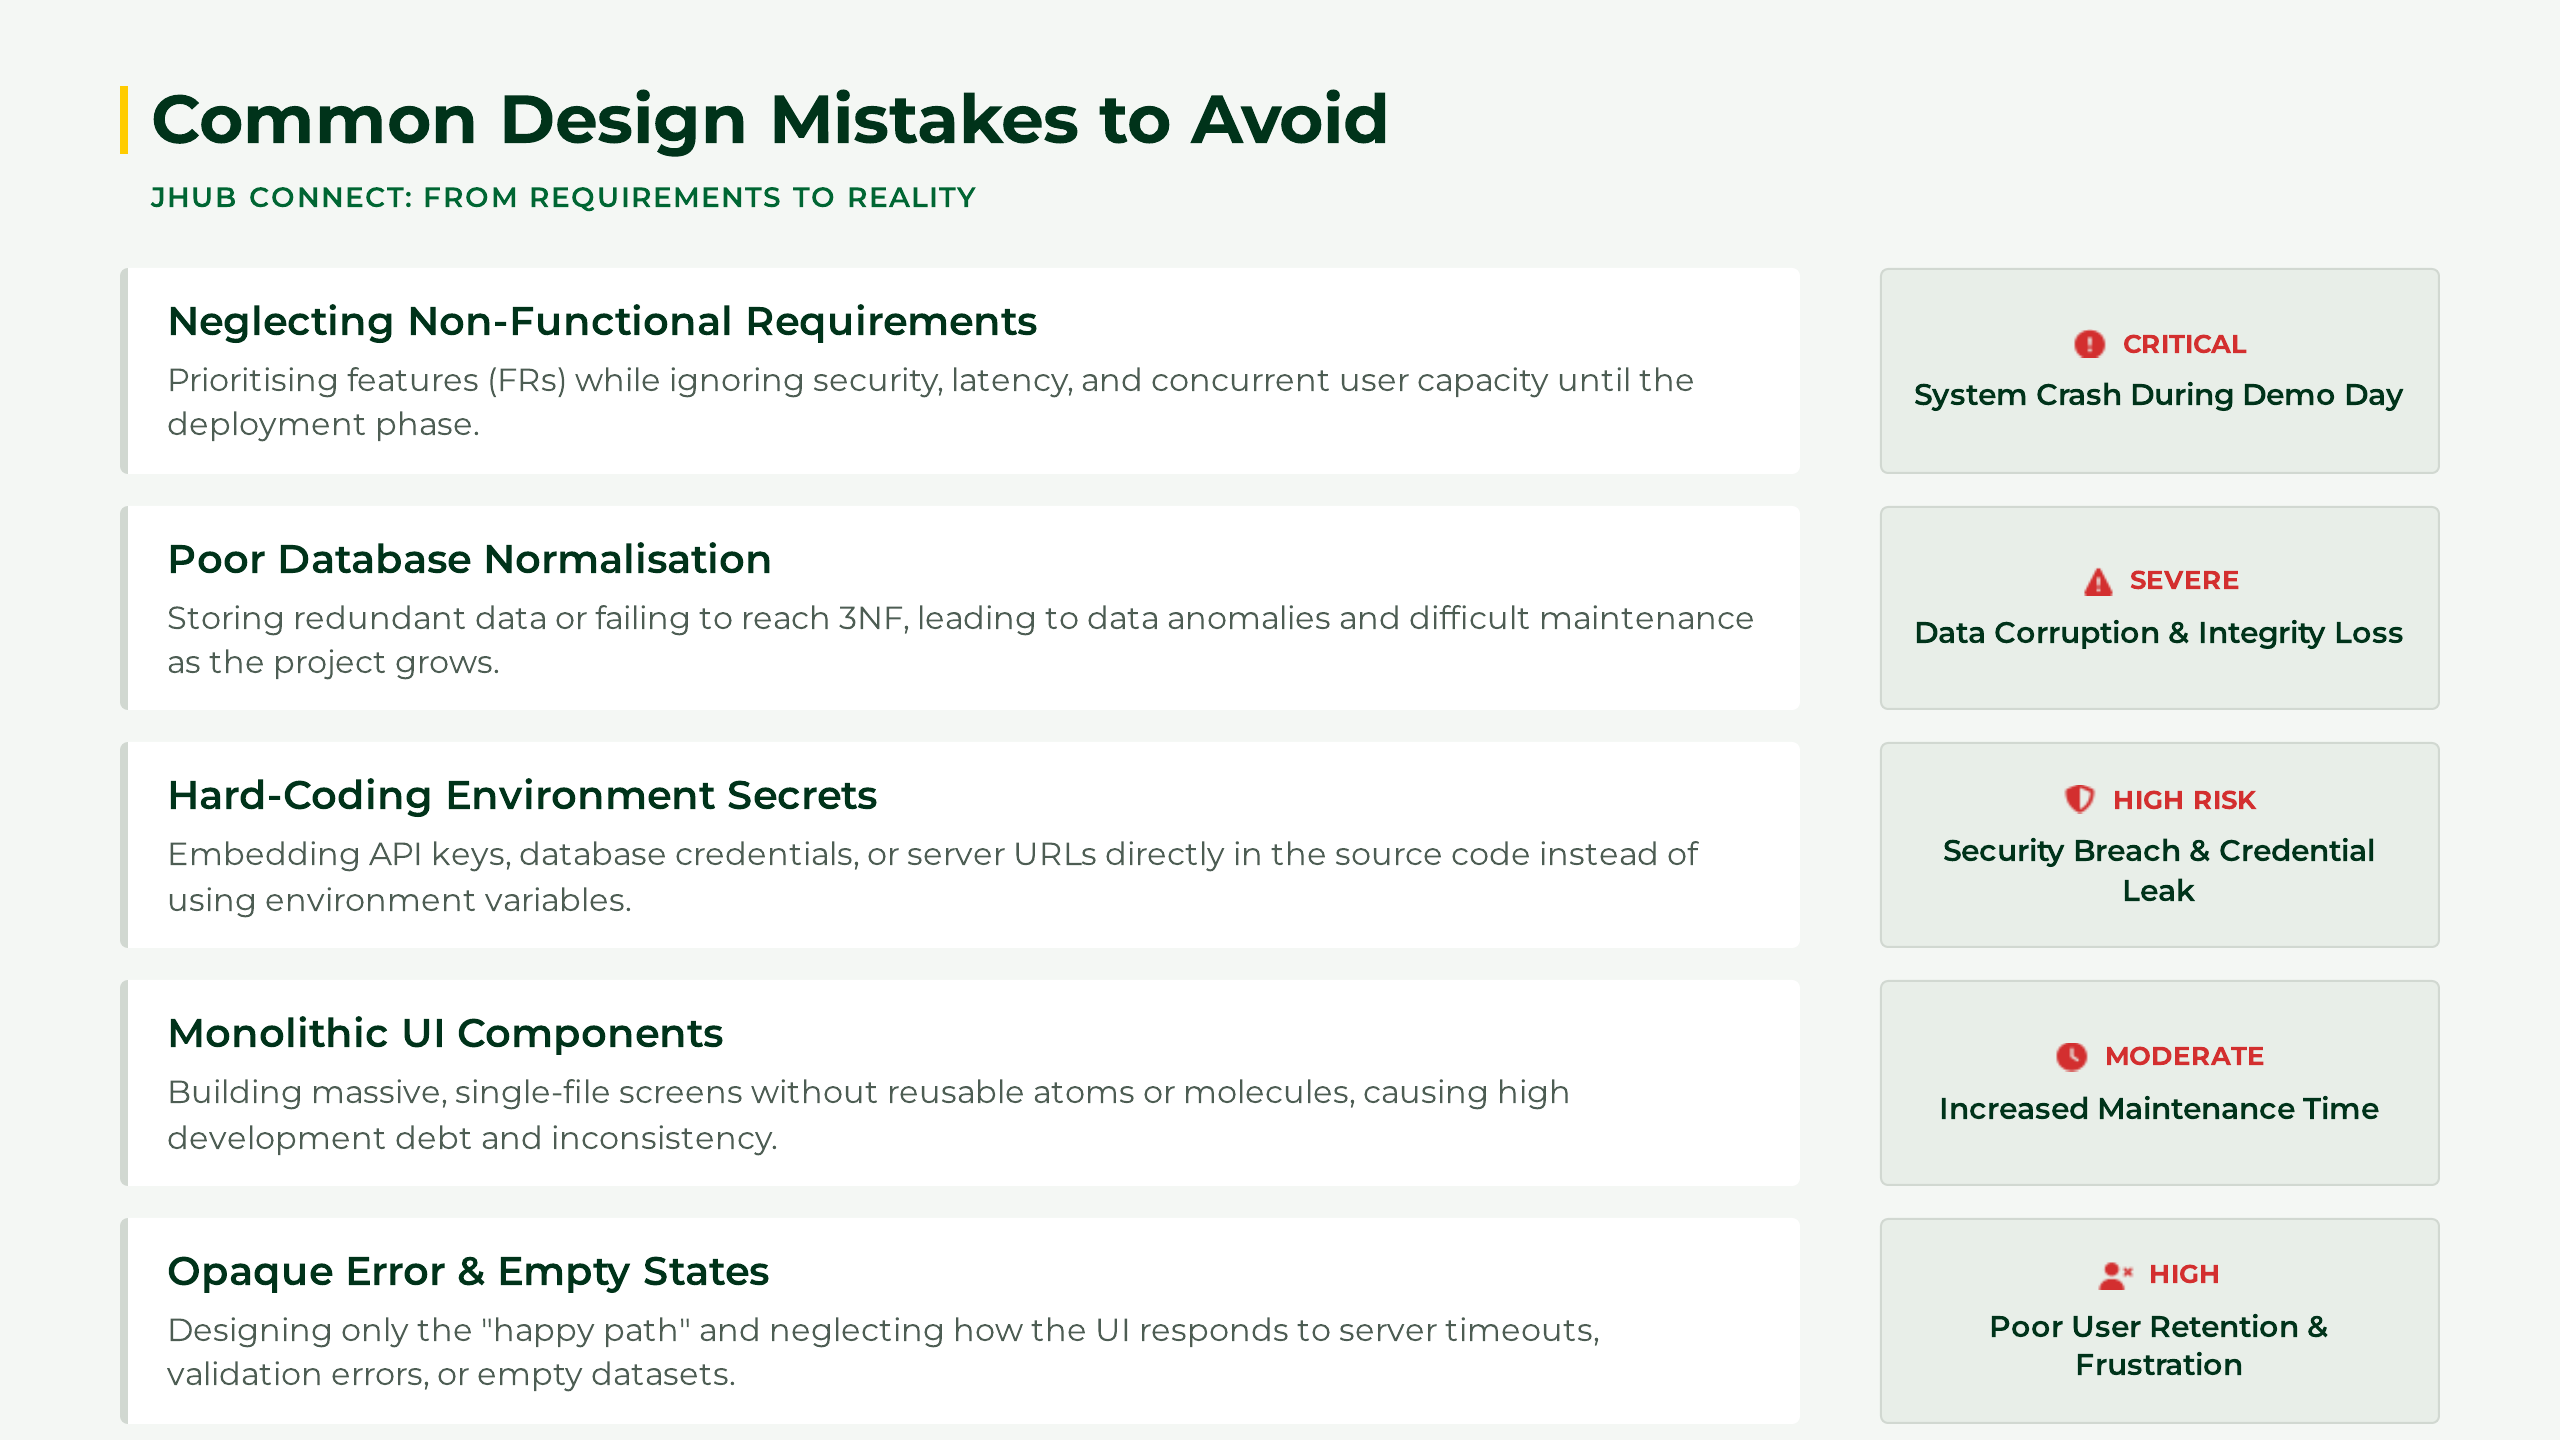 Common Design Mistakes to Avoid
JHUB CONNECT: FROM REQUIREMENTS TO REALITY
Neglecting Non-Functional Requirements
Prioritising features (FRs) while ignoring security, latency, and concurrent user capacity until the
deployment phase.
CRITICAL
System Crash During Demo Day
Poor Database Normalisation
Storing redundant data or failing to reach 3NF, leading to data anomalies and difficult maintenance
as the project grows.
SEVERE
Data Corruption & Integrity Loss
Hard-Coding Environment Secrets
Embedding API keys, database credentials, or server URLs directly in the source code instead of
using environment variables.
HIGH RISK
Security Breach & Credential
Leak
Monolithic UI Components
Building massive, single-file screens without reusable atoms or molecules, causing high
development debt and inconsistency.
MODERATE
Increased Maintenance Time
Opaque Error & Empty States
Designing only the "happy path" and neglecting how the UI responds to server timeouts,
validation errors, or empty datasets.
HIGH
Poor User Retention &
Frustration